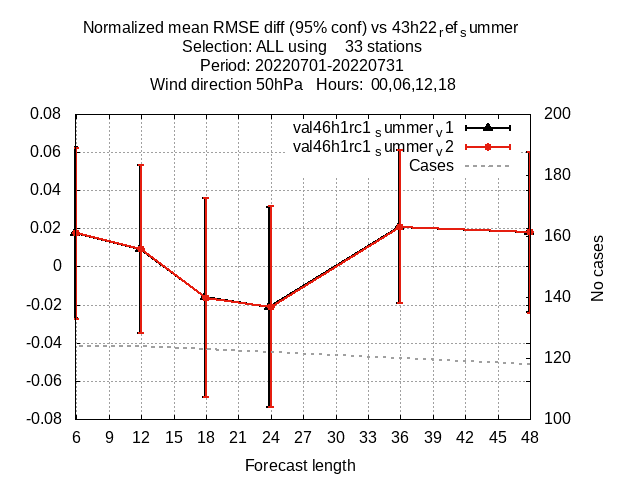 Normalized mean RMSE diff (95% conf) vs 43h22refsummer
Selection: ALL using 33 stations
Period: 20220701-20220731
Wind direction 50hPa Hours: 00,06,12,18
val46h1rc1summerv1
val46h1rc1summerv2
Cases
0.08
0.06
0.04
0.02
0
-0.02
-0.04
-0.06
-0.08
200
180
160
140
120
100
No cases
6 9 12 15 18 21 24 27 30 33 36 39 42 45 48
Forecast length